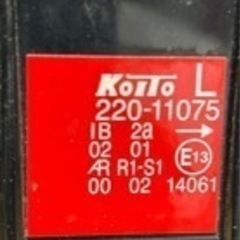 KOITO L
220-11075
IB 2a →
02 01 E13
AR R1-S1
00 02 14061